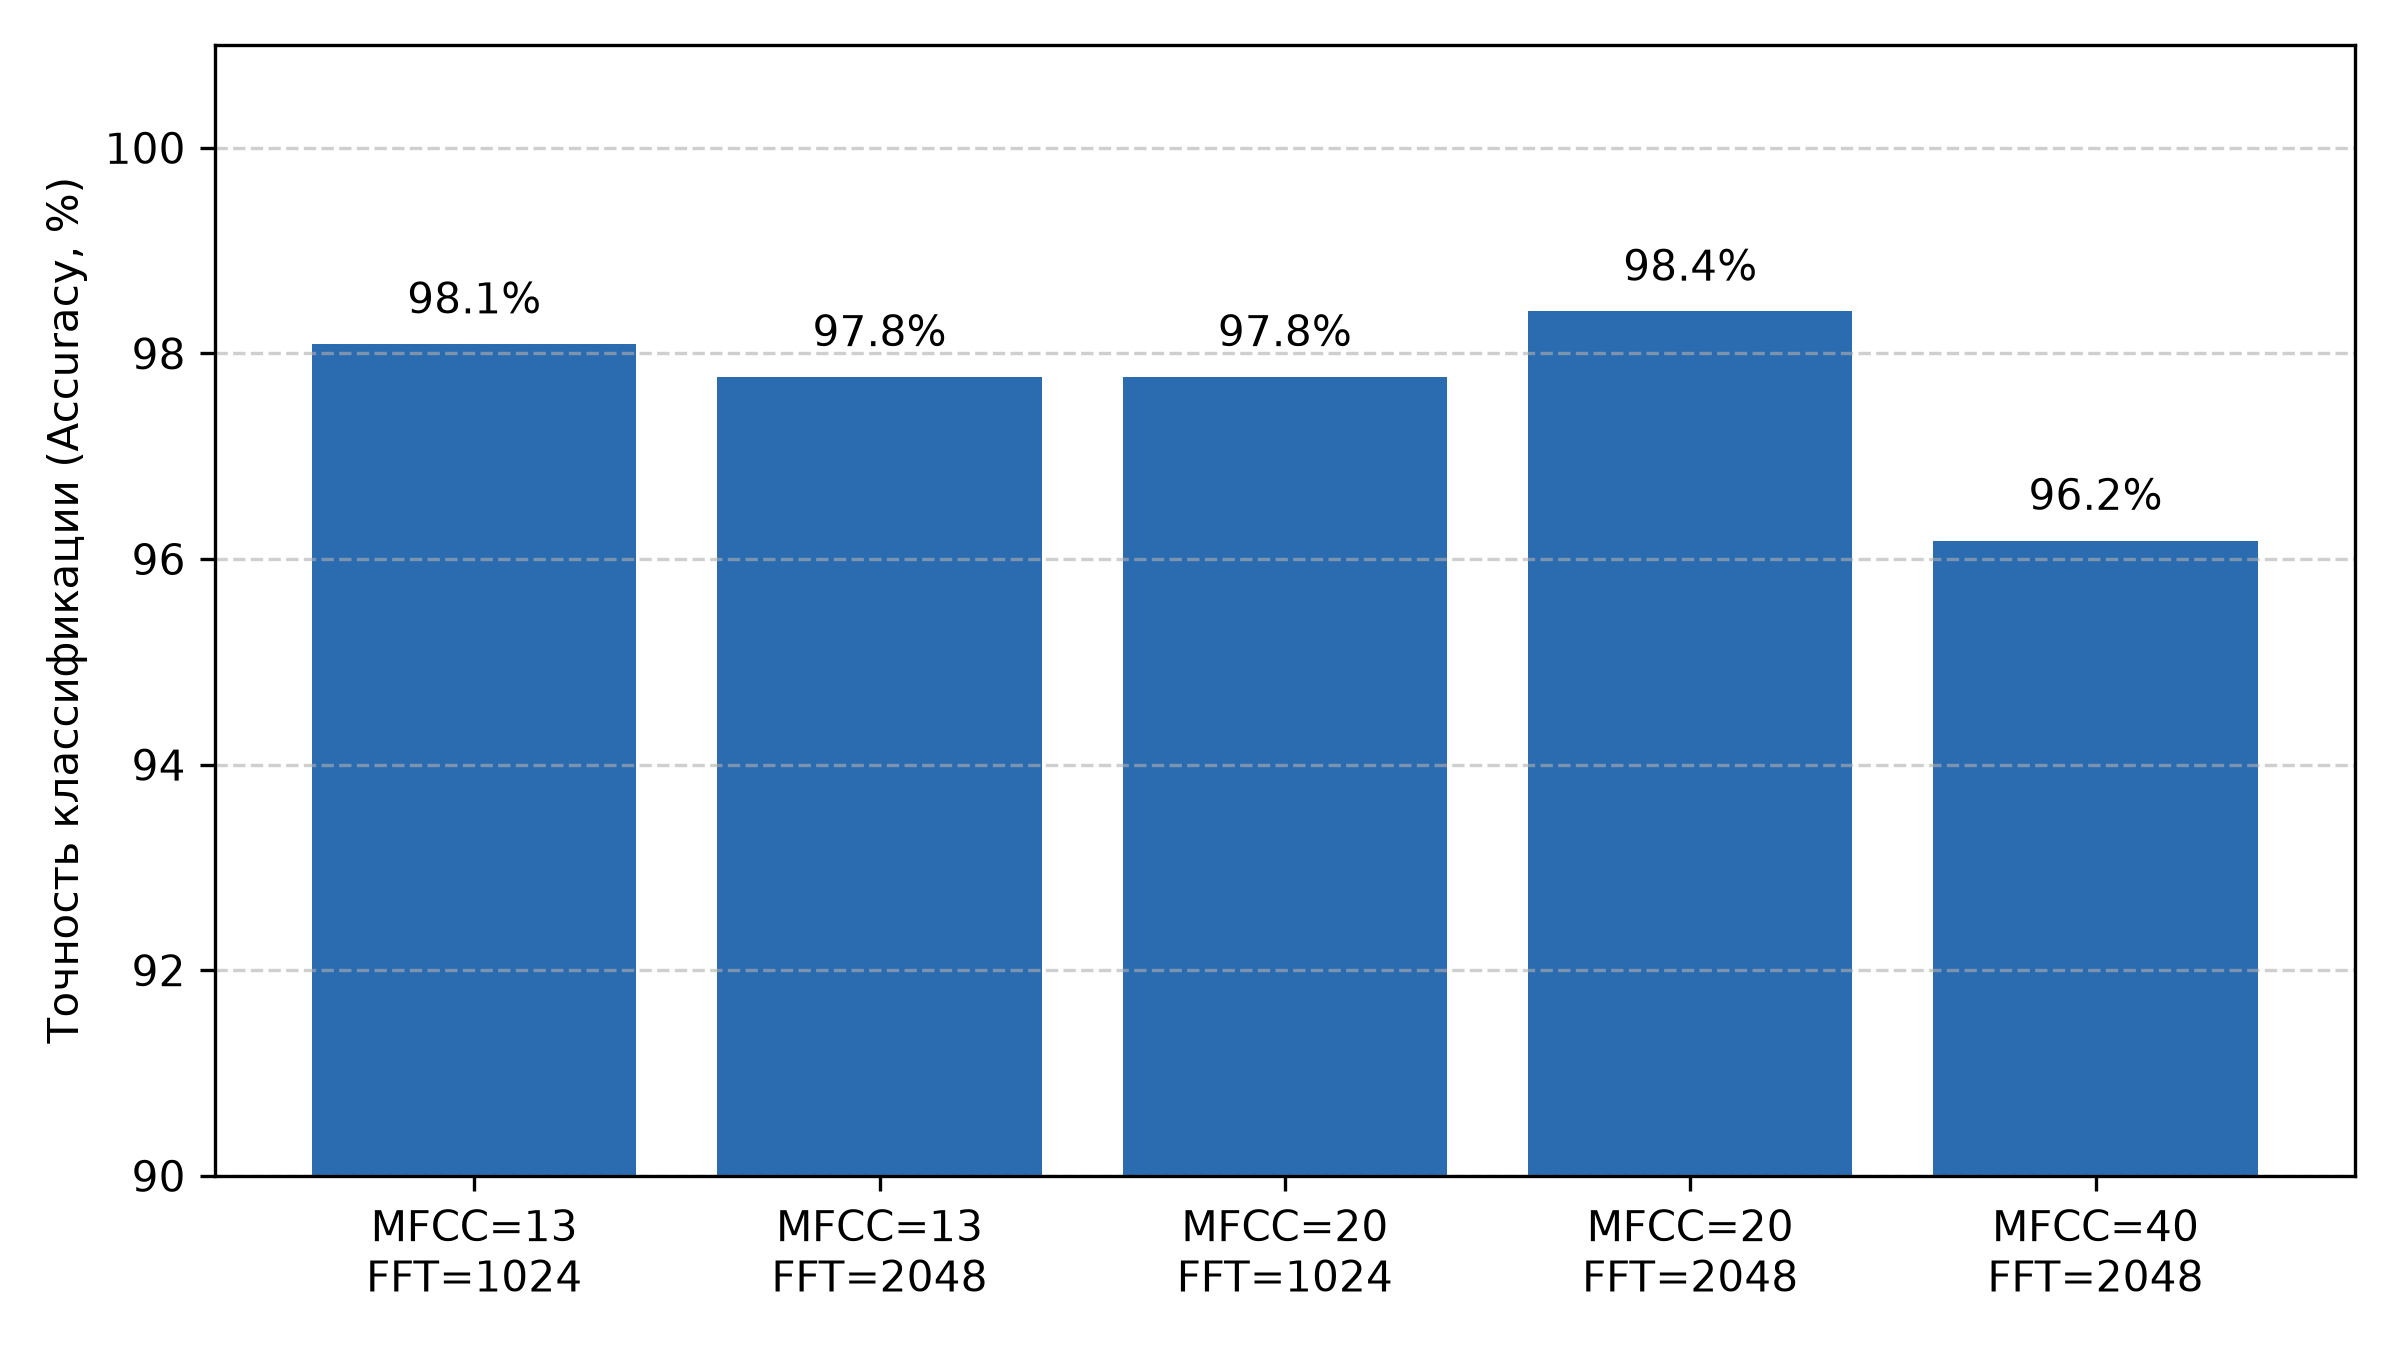 Точность классификации (Accuracy, %)
100
98
96
94
92
90
98.1%
97.8%
97.8%
98.4%
96.2%
MFCC=13
FFT=1024
MFCC=13
FFT=2048
MFCC=20
FFT=1024
MFCC=20
FFT=2048
MFCC=40
FFT=2048